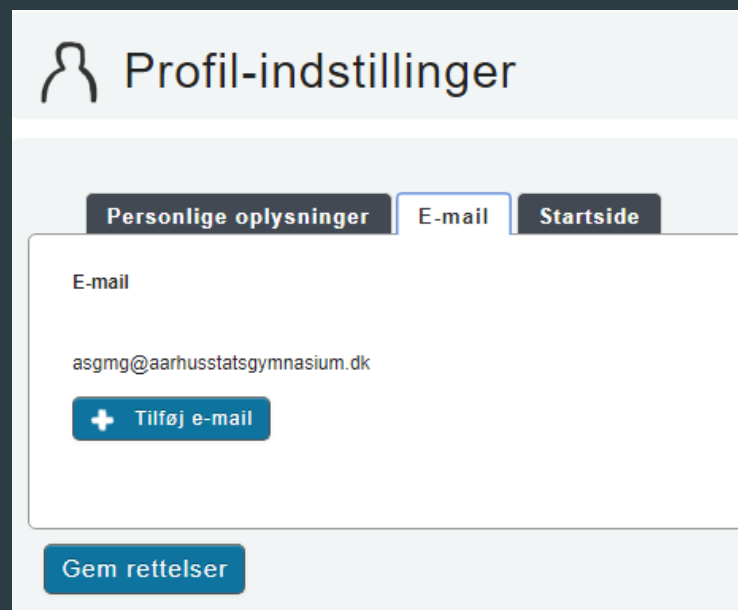 Profil-indstillinger
Personlige oplysninger E-mail Startside
E-mail
asgmg@aarhusstatsgymnasium.dk
Tilføj e-mail
Gem rettelser